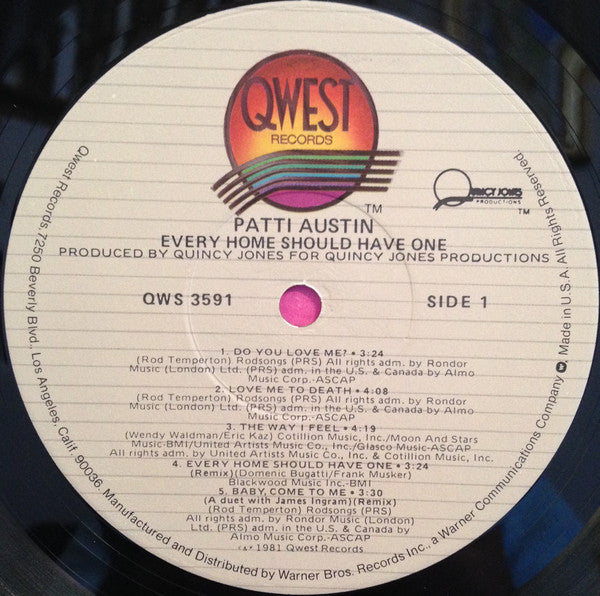 QWEST
RECORDS
TM
QUINCY JONES
PRODUCTIONS
TM
PATTI AUSTIN
EVERY HOME SHOULD HAVE ONE
PRODUCED BY QUINCY JONES FOR QUINCY JONES PRODUCTIONS
QWS 3591
SIDE 1
1. DO YOU LOVE ME? • 3:24
(Rod Temperton) Rodsongs (PRS) All rights adm. by Rondor
Music (London) Ltd. (PRS) adm. in the U.S. & Canada by Almo
Music Corp.-ASCAP
2. LOVE ME TO DEATH • 4:08
(Rod Temperton) Rodsongs (PRS) All rights adm. by Rondor
Music (London) Ltd. (PRS) adm. in the U.S. & Canada by Almo
Music Corp.-ASCAP
3. THE WAY I FEEL • 4:19
(Wendy Waldman/Eric Kaz) Cotillion Music, Inc./Moon And Stars
Music-BMI/United Artists Music Co., Inc./Glasco Music-ASCAP
All rights adm. by United Artists Music Co., Inc. & Cotillion Music, Inc.
4. EVERY HOME SHOULD HAVE ONE • 3:24
(Remix) (Domenic Bugatti/Frank Musker)
Blackwood Music Inc.-BMI
5. BABY, COME TO ME • 3:30
(A duet with James Ingram) (Remix)
(Rod Temperton) Rodsongs (PRS)
All rights adm. by Rondor Music (London)
Ltd. (PRS) adm. in the U.S. & Canada by
Almo Music Corp.-ASCAP
1981 Qwest Records
Qwest Records, 7250 Beverly Blvd., Los Angeles, Calif. 90036. Manufactured and Distributed by Warner Bros. Records Inc., a Warner Communications Company Made in U.S.A. All Rights Reserved.